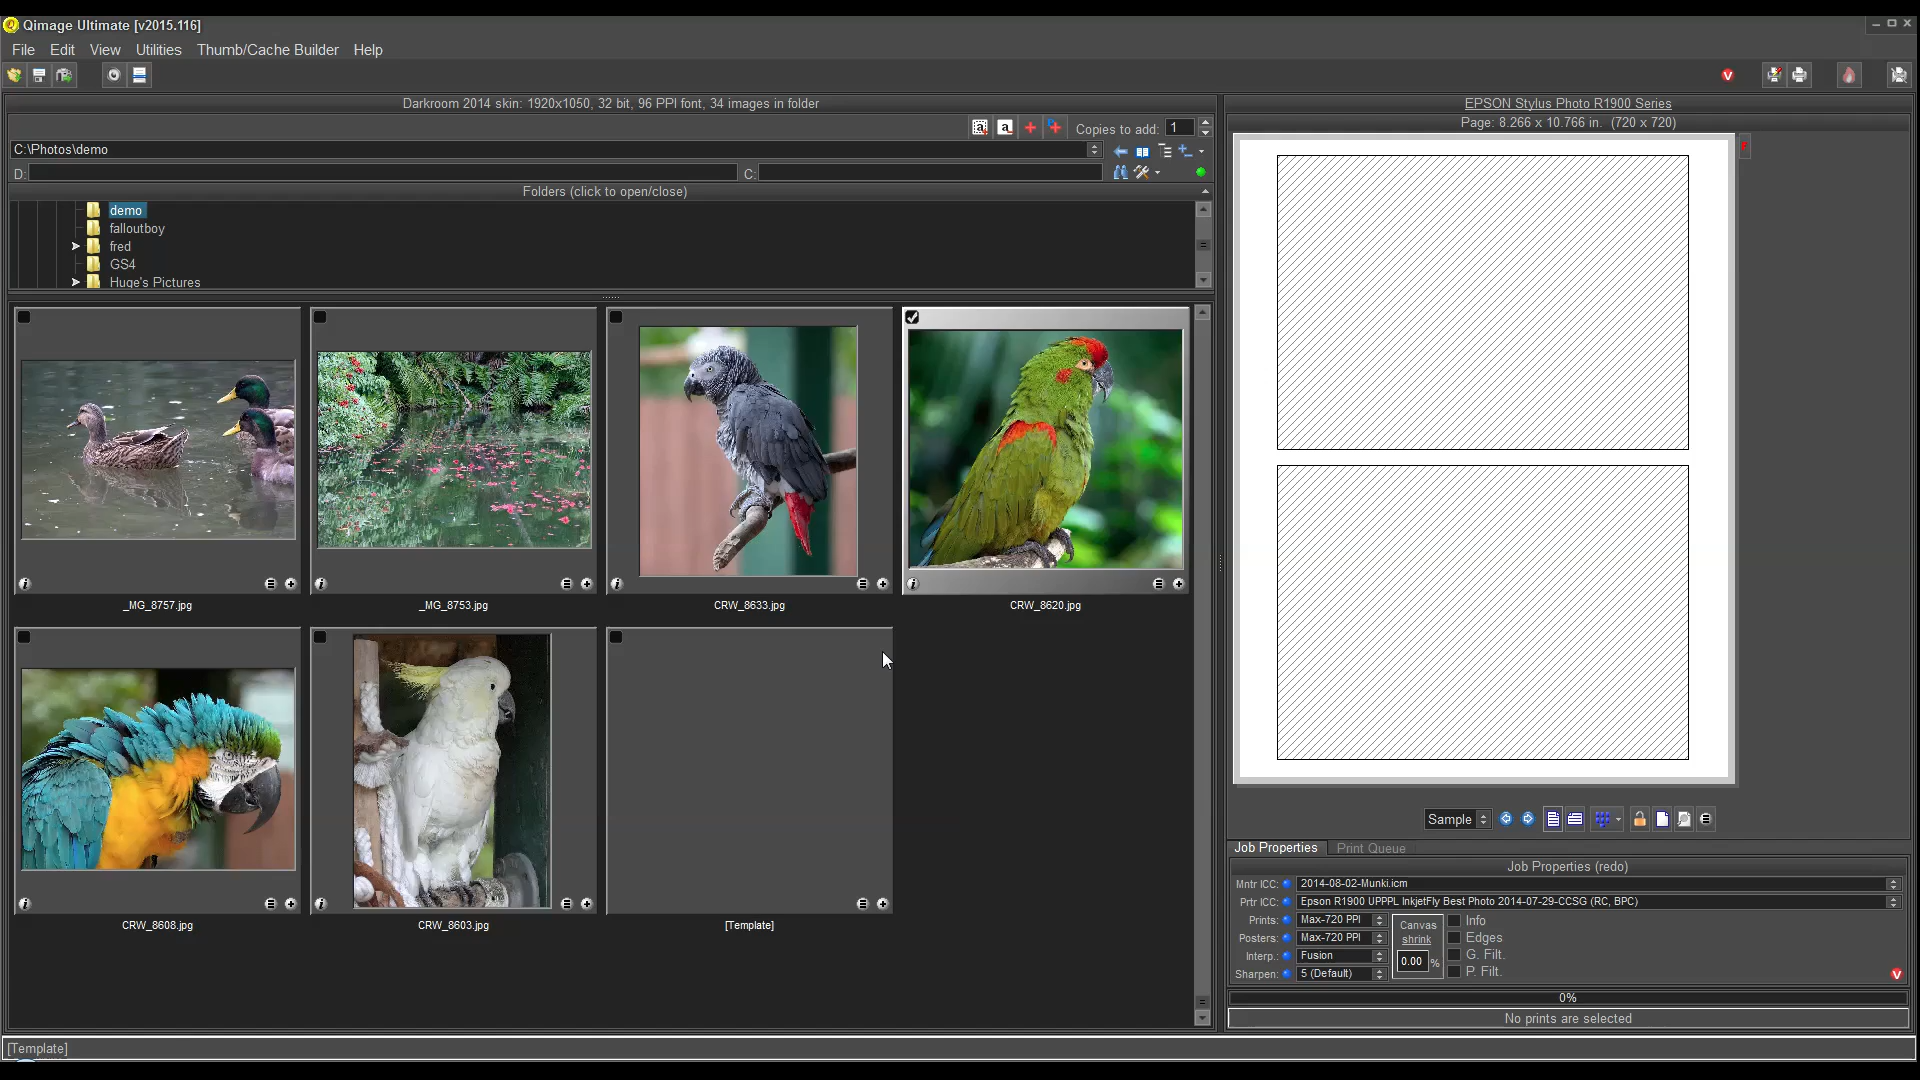 Qimage Ultimate [v2015.116]
File Edit View Utilities Thumb/Cache Builder Help
Darkroom 2014 skin: 1920x1050, 32 bit, 96 PPI font, 34 images in folder
EPSON Stylus Photo R1900 Series
Page: 8.266 x 10.766 in. (720 x 720)
Copies to add: 1
C:\Photos\demo
D: C:
Folders (click to open/close)
demo
falloutboy
fred
GS4
Huge's Pictures
_MG_8757.jpg
_MG_8753.jpg
CRW_8633.jpg
CRW_8620.jpg
CRW_8608.jpg
CRW_8603.jpg
[Template]
Sample
Job Properties Print Queue
Job Properties (redo)
Mntr ICC: 2014-08-02-Munki.icm
Prtr ICC: Epson R1900 UPPPL InkjetFly Best Photo 2014-07-29-CCSG (RC, BPC)
Prints: Max-720 PPI
Posters: Max-720 PPI
Interp.: Fusion
Sharpen: 5 (Default)
Canvas
shrink
0.00 %
Info
Edges
G. Filt.
P. Filt.
0%
No prints are selected
[Template]